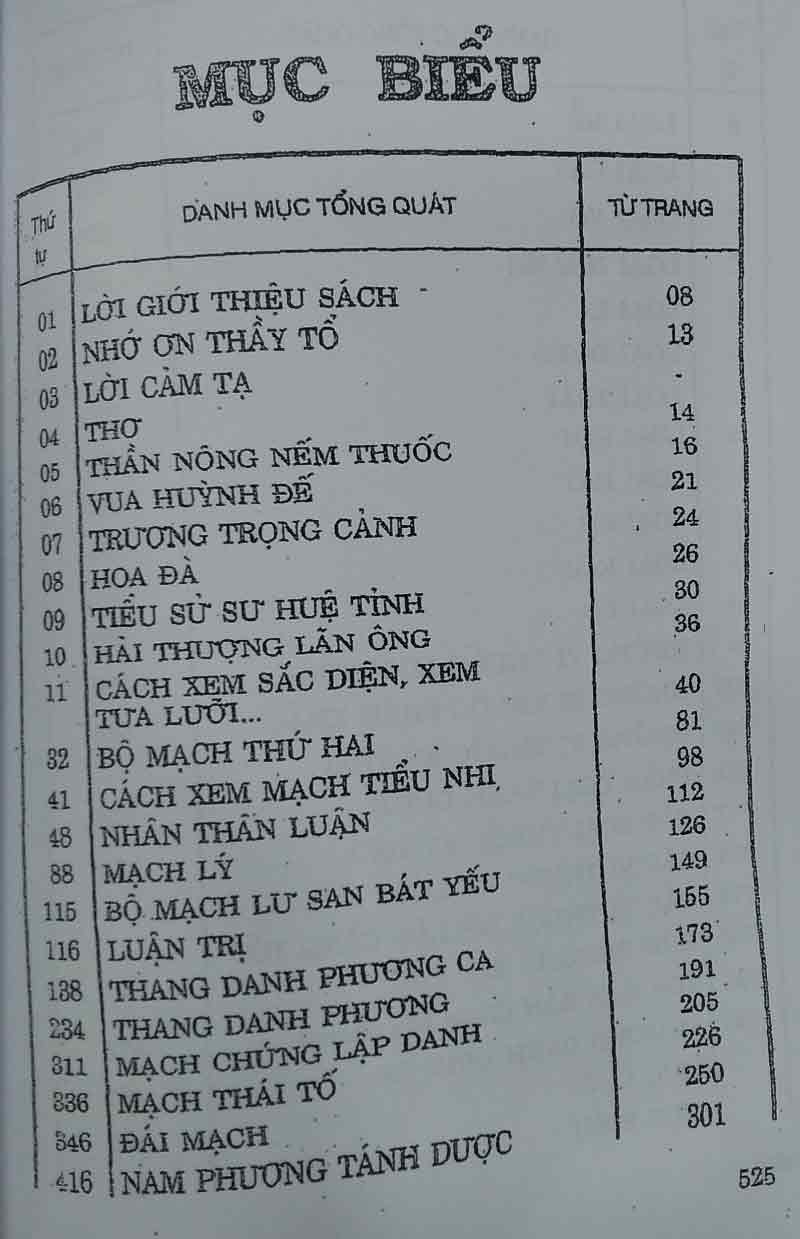 MỤC BIỂU
Thứ tự DANH MỤC TỔNG QUÁT TỪ TRANG
01 LỜI GIỚI THIỆU SÁCH - 08
02 NHỚ ƠN THẦY TỔ 13
03 LỜI CẢM TẠ -
04 THƠ 14
05 THẦN NÔNG NẾM THUỐC 16
06 VUA HUỲNH ĐẾ 21
07 TRƯƠNG TRỌNG CẢNH 24
08 HOA ĐÀ 26
09 TIỂU SỬ SƯ HUỆ TỈNH 30
10 HẢI THƯỢNG LÃN ÔNG 36
11 CÁCH XEM SẮC DIỆN, XEM
TƯA LƯỠI... 40
32 BỘ MẠCH THỨ HAI 81
41 CÁCH XEM MẠCH TIỂU NHI 98
48 NHÂN THÂN LUẬN 112
88 MẠCH LÝ 126
115 BỘ MẠCH LƯ SAN BÁT YẾU 149
116 LUẬN TRỊ 155
138 THANG DANH PHƯƠNG CA 173
234 THANG DANH PHƯƠNG 191
311 MẠCH CHỨNG LẬP DANH 205
336 MẠCH THÁI TỐ 226
346 ĐÁI MẠCH 250
416 NAM PHƯƠNG TÁNH DƯỢC 301
525